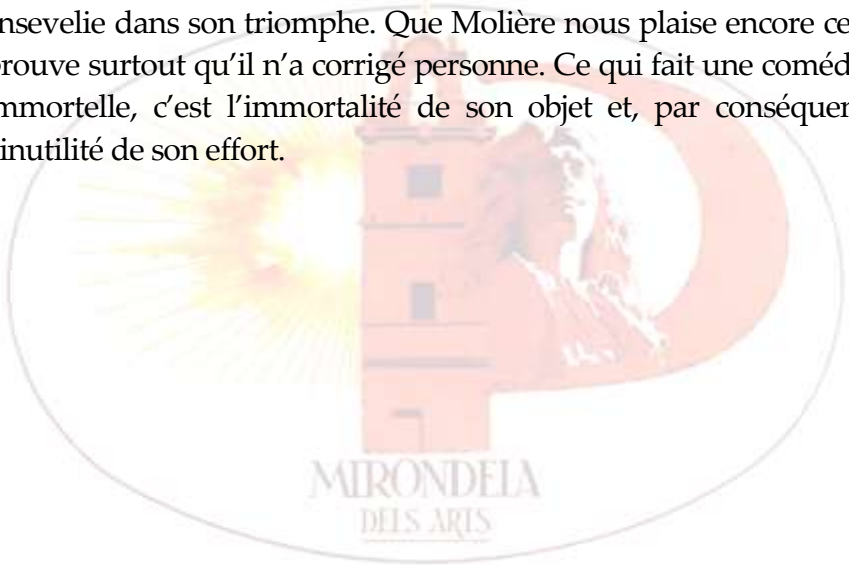 nsevelie dans son triomphe. Que Molière nous plaise encore ce
prouve surtout qu’il n’a corrigé personne. Ce qui fait une coméd
mmortelle, c’est l’immortalité de son objet et, par conséquen
inutilité de son effort.
MIRONDELA
DELS ARTS